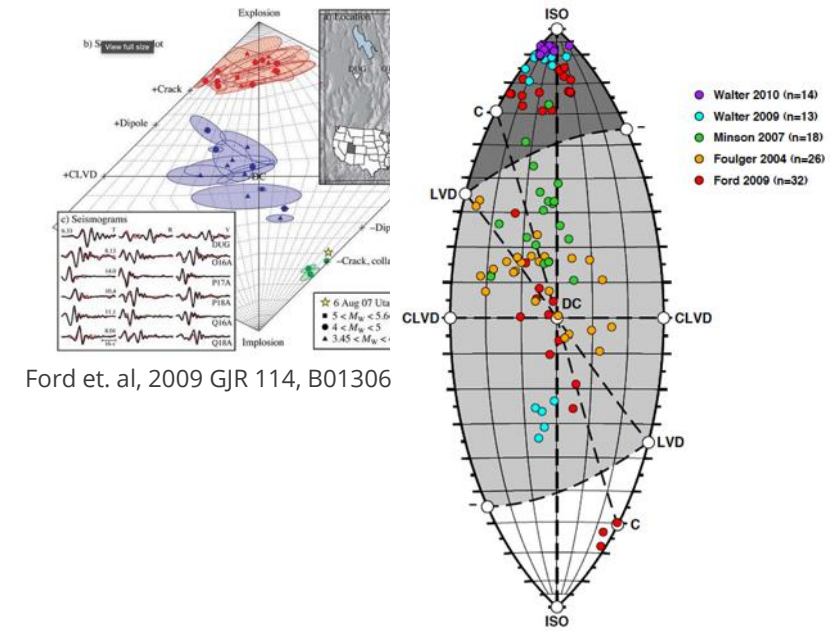 Explosion
a) Location
b) S
ot
View full size
DUG
O
+Crack
+Dipole
+CLVD
DC
−Dip
−Crack, colla
Implosion
c) Seismograms
T R V
DUG
O16A
P17A
P18A
Q16A
Q18A
6 Aug 07 Uta
5 < Mw < 5.6
4 < Mw < 5
3.45 < Mw <
Ford et. al, 2009 GJR 114, B01306
ISO
C
−
LVD
DC
CLVD
CLVD
LVD
−
C
ISO
Walter 2010 (n=14)
Walter 2009 (n=13)
Minson 2007 (n=18)
Foulger 2004 (n=26)
Ford 2009 (n=32)